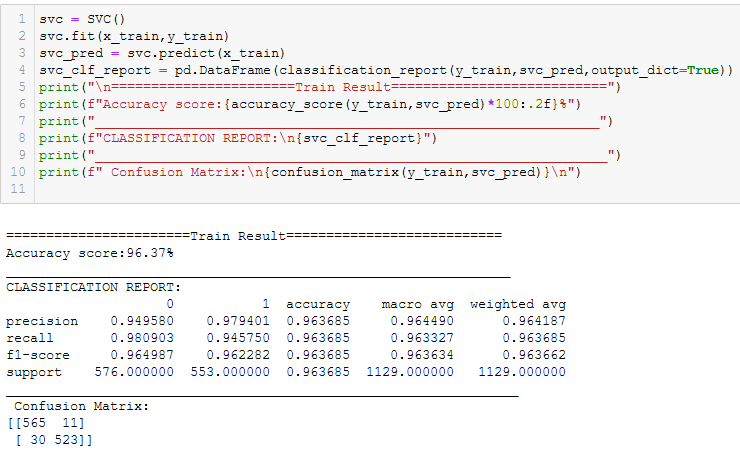 1 svc = SVC()
2 svc.fit(x_train,y_train)
3 svc_pred = svc.predict(x_train)
4 svc_clf_report = pd.DataFrame(classification_report(y_train,svc_pred,output_dict=True))
5 print("\n=======================Train Result===========================")
6 print(f"Accuracy score:{accuracy_score(y_train,svc_pred)*100:.2f}%")
7 print("_______________________________________________________________")
8 print(f"CLASSIFICATION REPORT:\n{svc_clf_report}")
9 print("________________________________________________________________")
10 print(f" Confusion Matrix:\n{confusion_matrix(y_train,svc_pred)}\n")
11
=======================Train Result===========================
Accuracy score:96.37%
_______________________________________________________________
CLASSIFICATION REPORT:
0 1 accuracy macro avg weighted avg
precision 0.949580 0.979401 0.963685 0.964490 0.964187
recall 0.980903 0.945750 0.963685 0.963327 0.963685
f1-score 0.964987 0.962282 0.963685 0.963634 0.963662
support 576.000000 553.000000 0.963685 1129.000000 1129.000000
________________________________________________________________
Confusion Matrix:
[[565 11]
[ 30 523]]